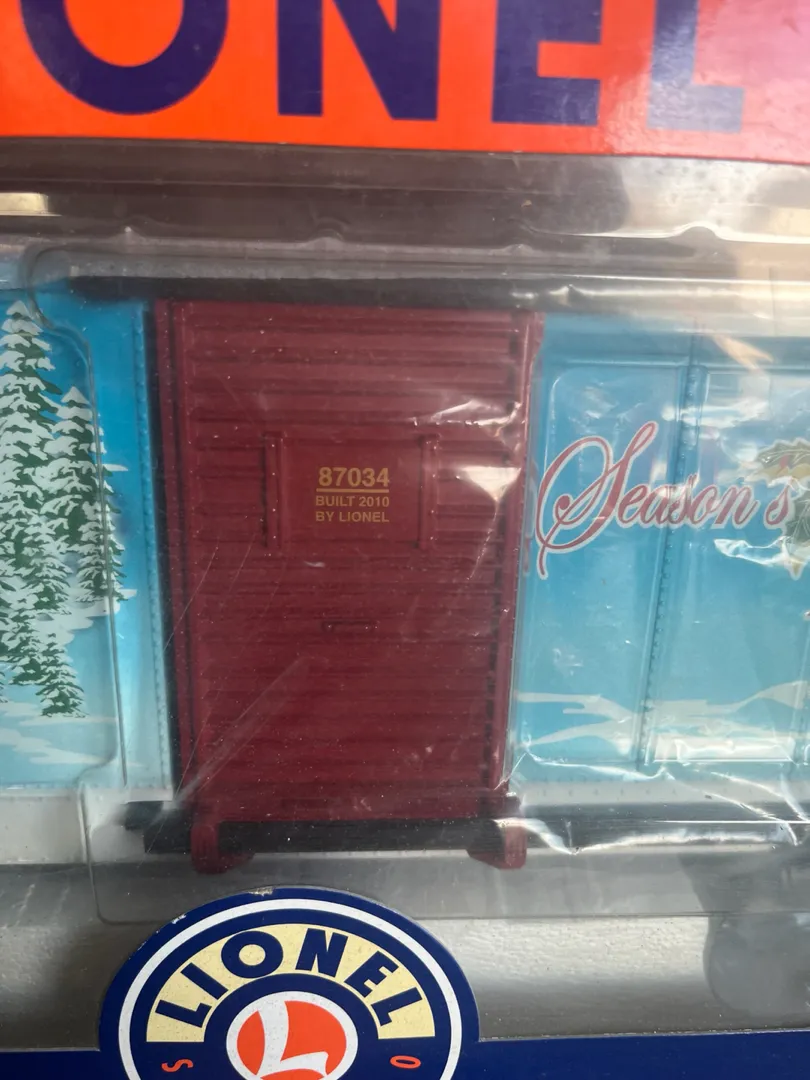 ONEL
87034
BUILT 2010
BY LIONEL
Season's
LIONEL
L
S
O